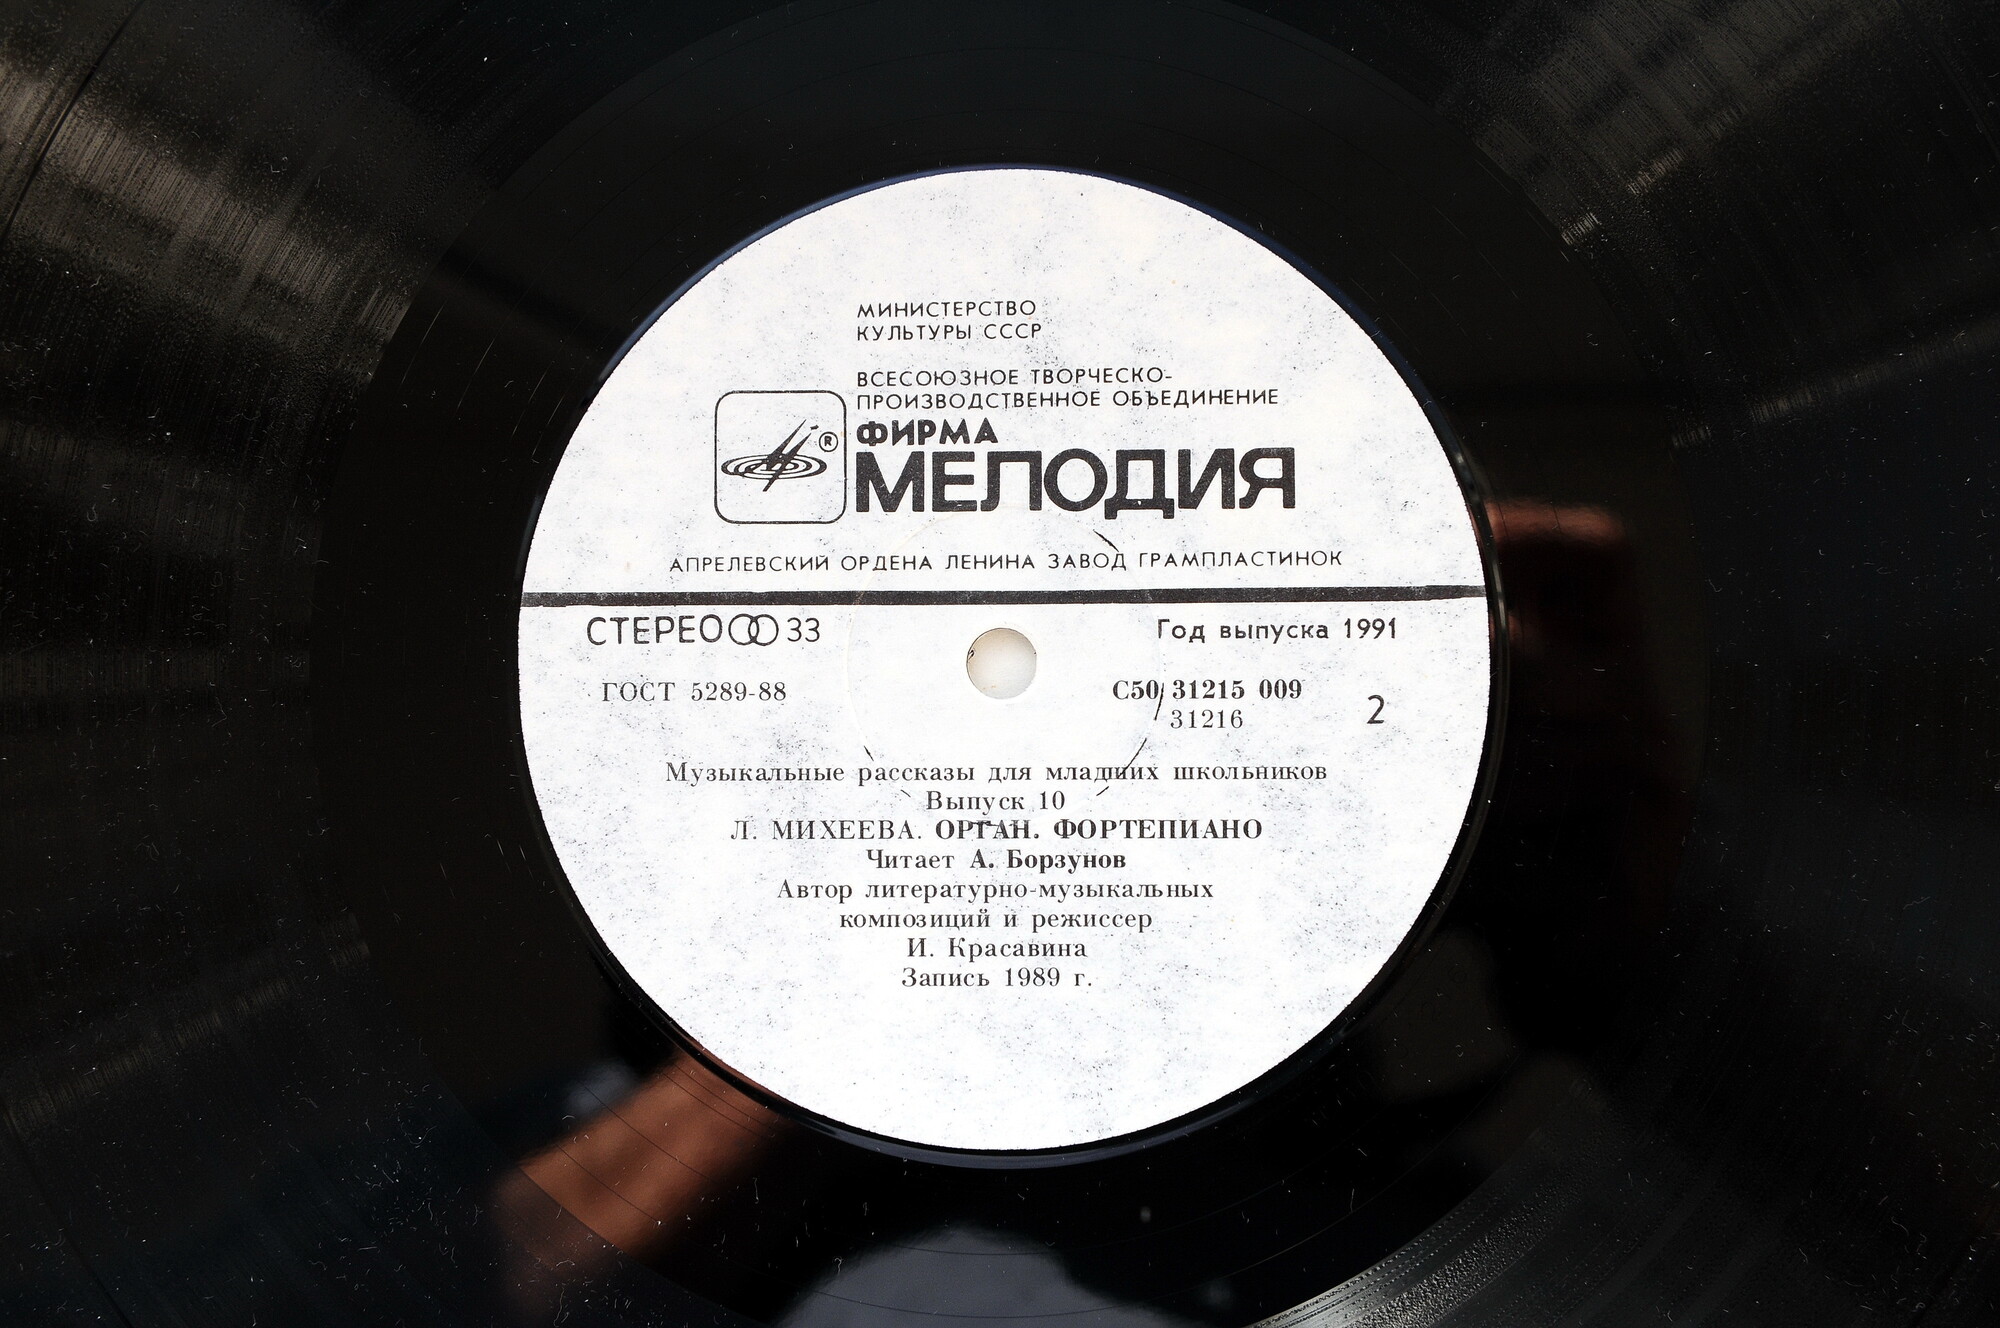 МИНИСТЕРСТВО
КУЛЬТУРЫ СССР
ВСЕСОЮЗНОЕ ТВОРЧЕСКО-
ПРОИЗВОДСТВЕННОЕ ОБЪЕДИНЕНИЕ
ФИРМА
®
МЕЛОДИЯ
АПРЕЛЕВСКИЙ ОРДЕНА ЛЕНИНА ЗАВОД ГРАМПЛАСТИНОК
СТЕРЕО 33
Год выпуска 1991
ГОСТ 5289-88
С50 31215 009
31216
2
Музыкальные рассказы для младших школьников
Выпуск 10
Л. МИХЕЕВА. ОРГАН. ФОРТЕПИАНО
Читает А. Борзунов
Автор литературно-музыкальных
композиций и режиссер
И. Красавина
Запись 1989 г.